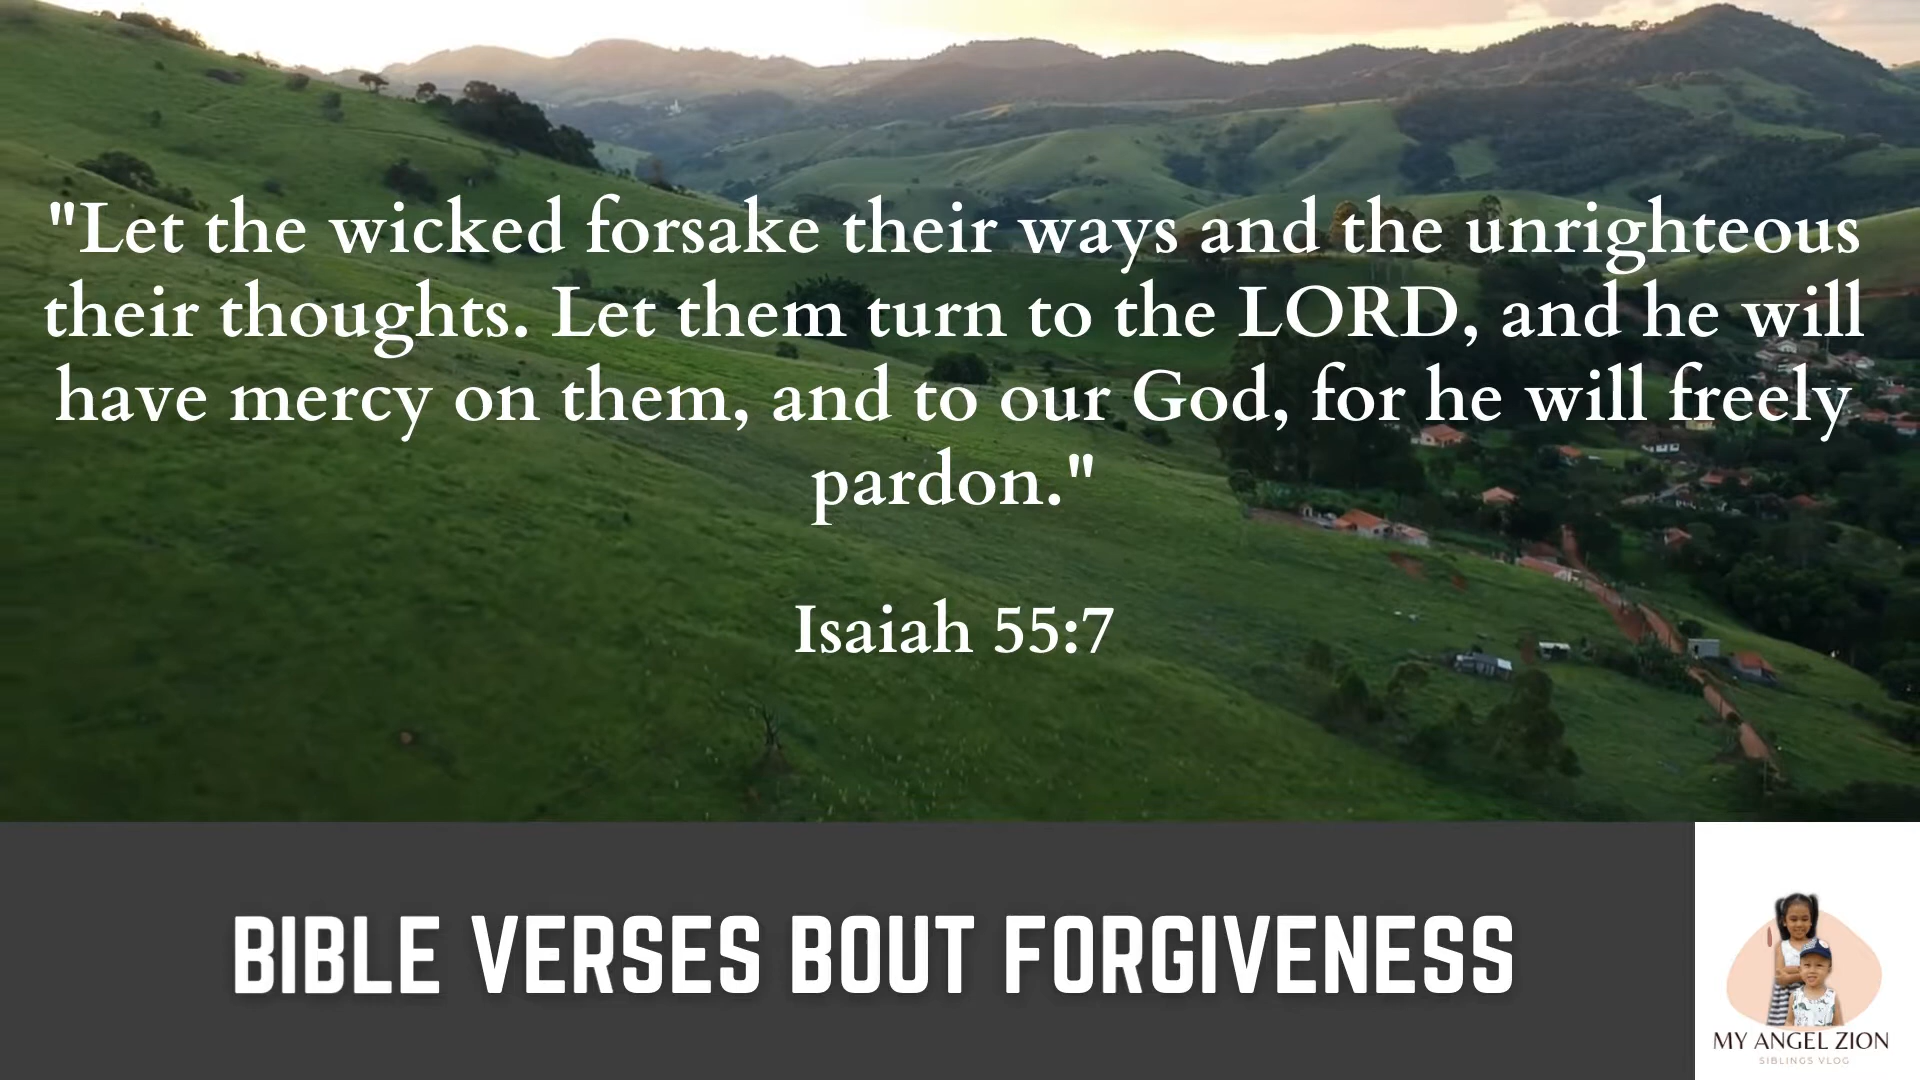 "Let the wicked forsake their ways and the unrighteous
their thoughts. Let them turn to the LORD, and he will
have mercy on them, and to our God, for he will freely
pardon."
Isaiah 55:7
BIBLE VERSES BOUT FORGIVENESS
MY ANGEL ZION
SIBLINGS VLOG